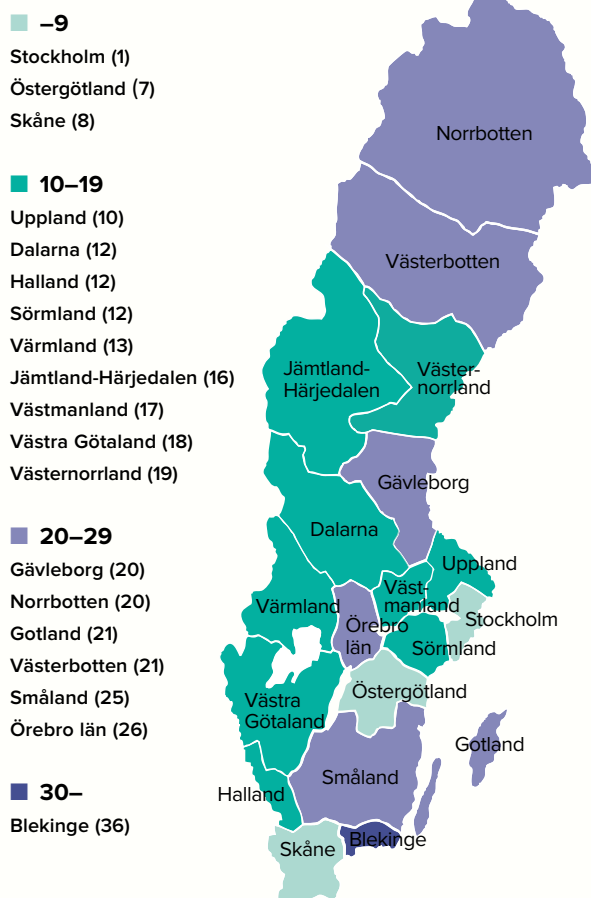 –9
Stockholm (1)
Östergötland (7)
Skåne (8)
10–19
Uppland (10)
Dalarna (12)
Halland (12)
Sörmland (12)
Värmland (13)
Jämtland-Härjedalen (16)
Västmanland (17)
Västra Götaland (18)
Västernorrland (19)
20–29
Gävleborg (20)
Norrbotten (20)
Gotland (21)
Västerbotten (21)
Småland (25)
Örebro län (26)
30–
Blekinge (36)
Norrbotten
Västerbotten
Jämtland-
Härjedalen
Väster-
norrland
Gävleborg
Dalarna
Uppland
Väst-
manland
Värmland
Stockholm
Örebro
län
Sörmland
Östergötland
Västra
Götaland
Gotland
Småland
Halland
Blekinge
Skåne